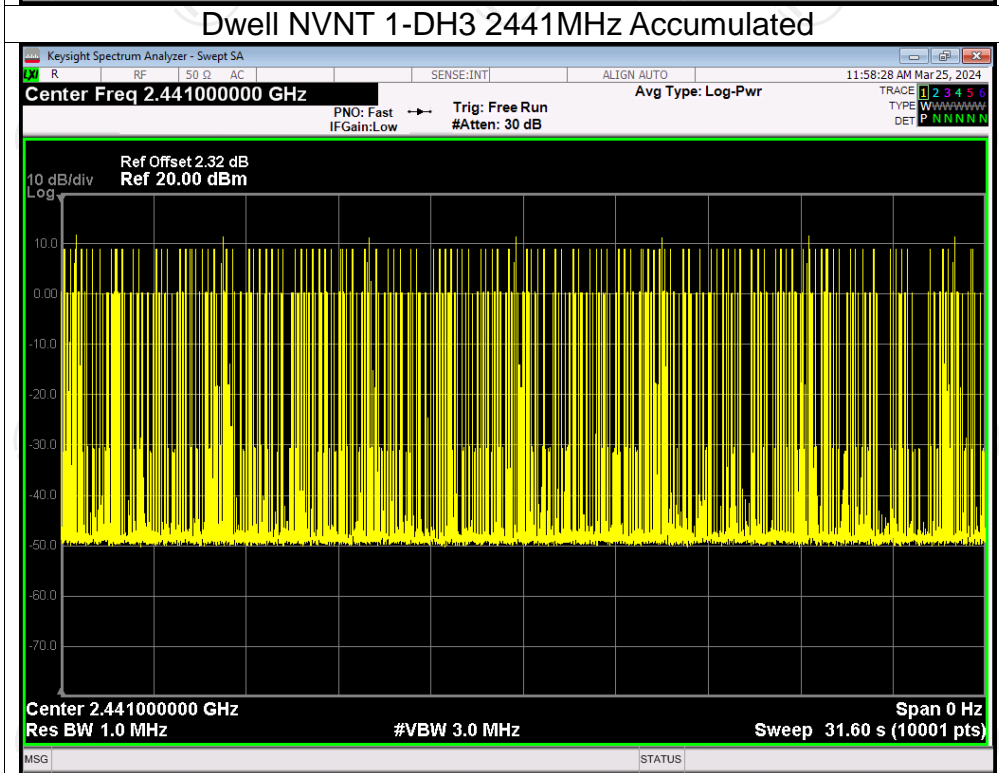 Dwell NVNT 1-DH3 2441MHz Accumulated
Keysight Spectrum Analyzer - Swept SA
LXI R RF 50 Ω AC SENSE:INT ALIGN AUTO 11:58:28 AM Mar 25, 2024
Center Freq 2.441000000 GHz Avg Type: Log-Pwr TRACE 1 2 3 4 5 6
PNO: Fast Trig: Free Run TYPE WWWWWW
IFGain:Low #Atten: 30 dB DET P N N N N N
Ref Offset 2.32 dB
10 dB/div Ref 20.00 dBm
Log
10.0
0.00
-10.0
-20.0
-30.0
-40.0
-50.0
-60.0
-70.0
Center 2.441000000 GHz Span 0 Hz
Res BW 1.0 MHz #VBW 3.0 MHz Sweep 31.60 s (10001 pts)
MSG STATUS